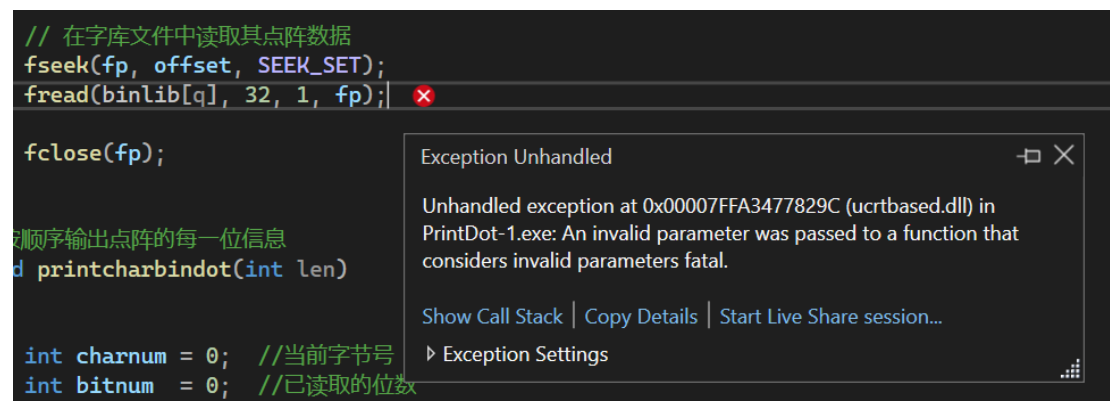 // 在字库文件中读取其点阵数据
fseek(fp, offset, SEEK_SET);
fread(binlib[q], 32, 1, fp);
fclose(fp);
Exception Unhandled
Unhandled exception at 0x00007FFA3477829C (ucrtbased.dll) in
PrintDot-1.exe: An invalid parameter was passed to a function that
considers invalid parameters fatal.
Show Call Stack | Copy Details | Start Live Share session...
Exception Settings
顺序输出点阵的每一位信息
d printcharbindot(int len)
int charnum = 0; //当前字节号
int bitnum = 0; //已读取的位数